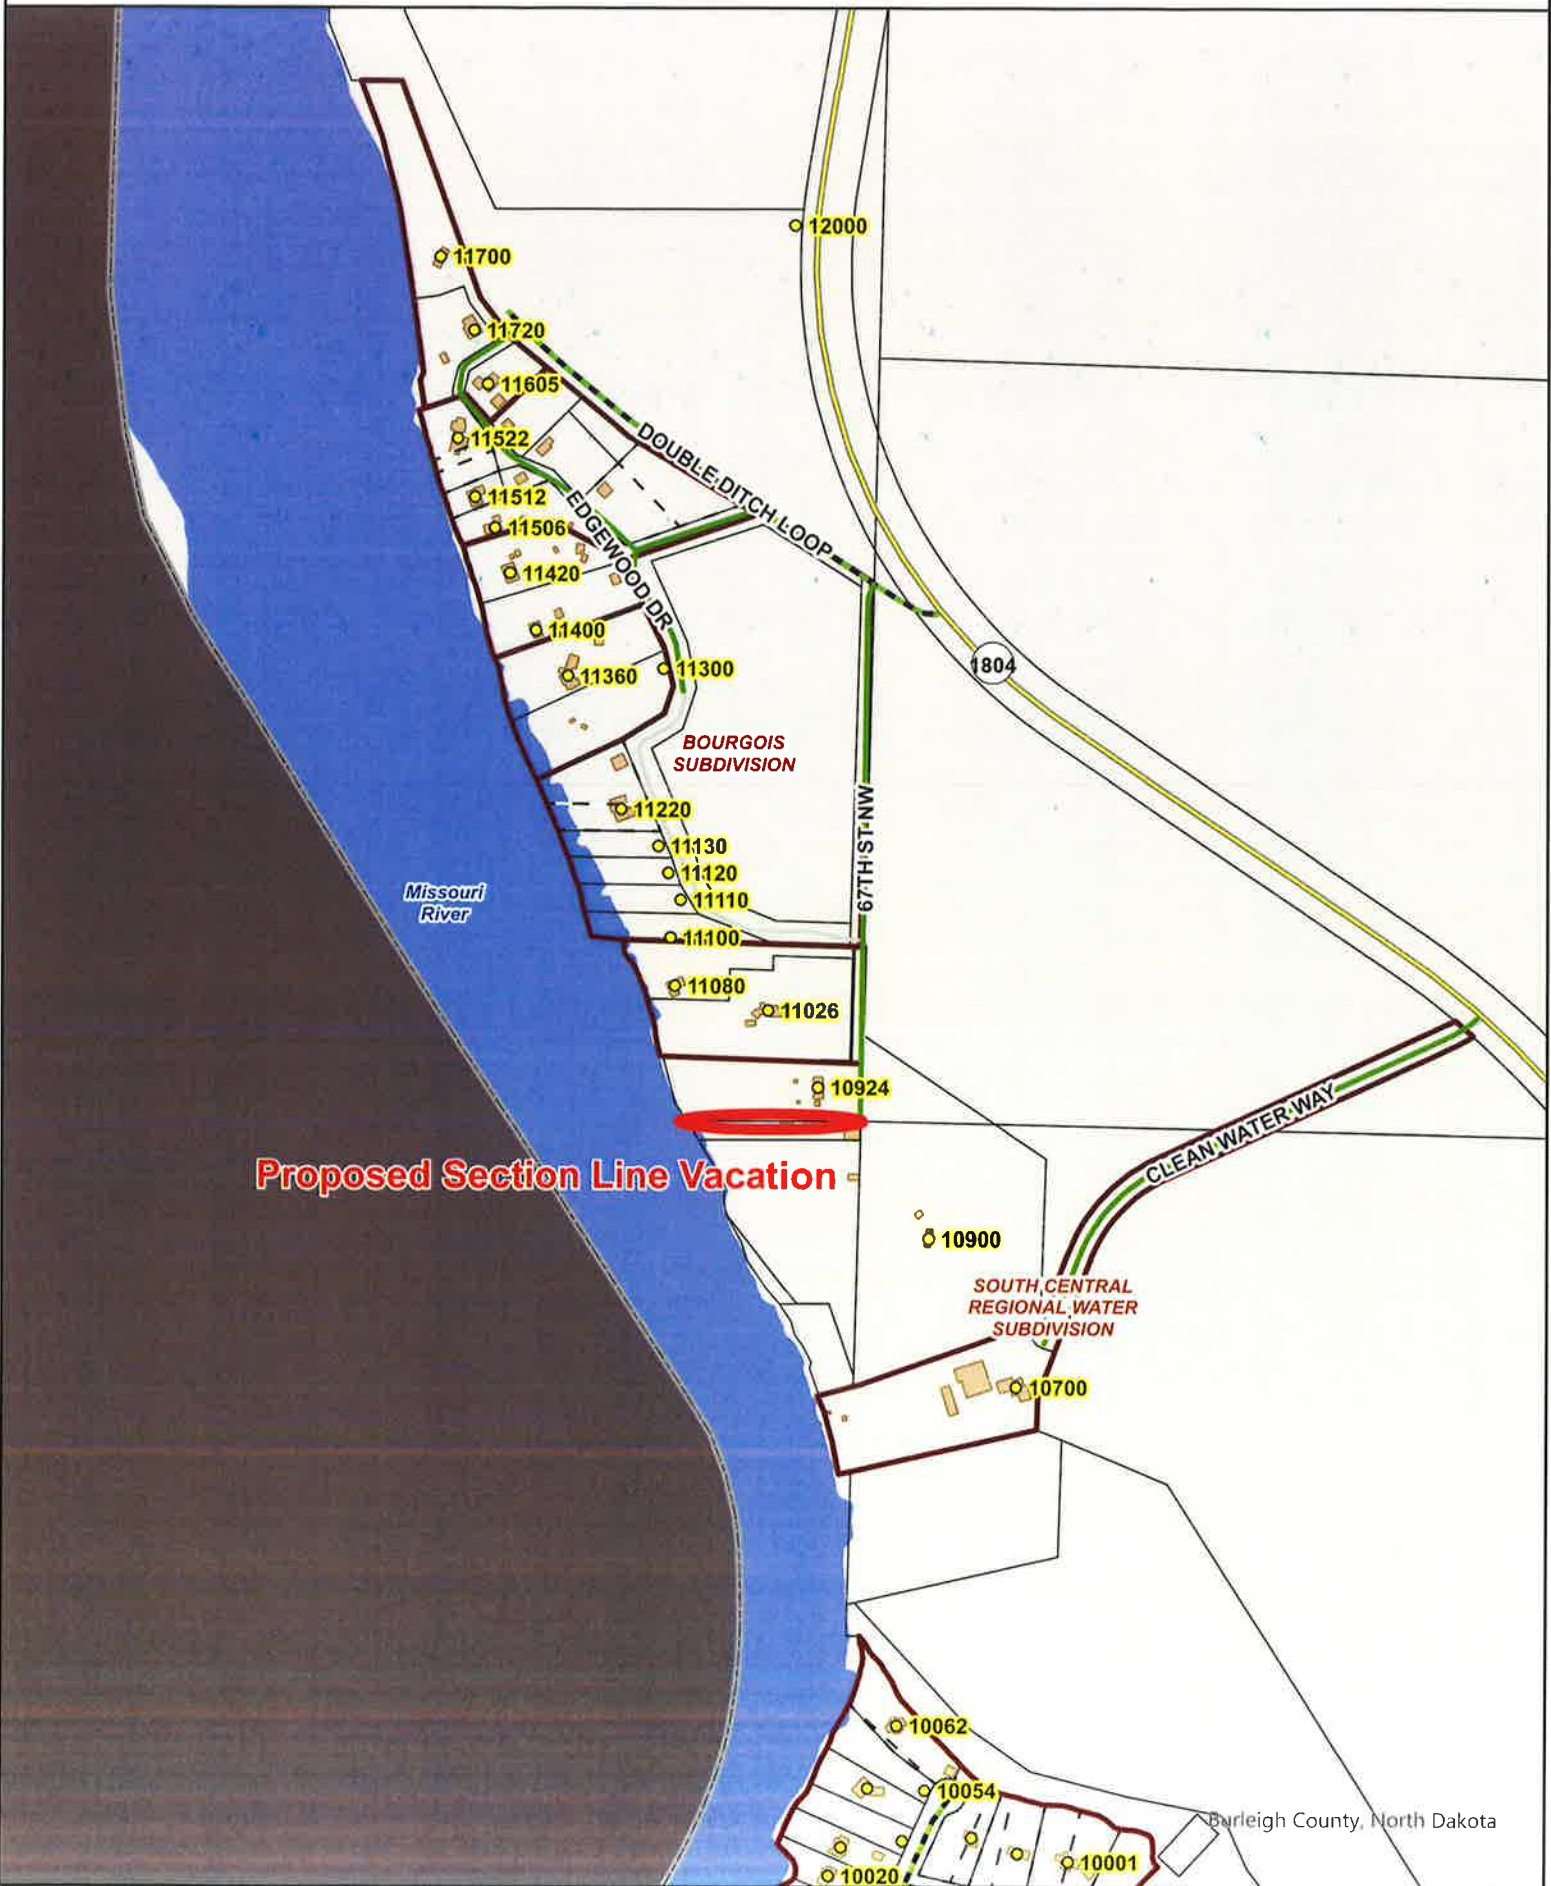 12000
11700
11720
11605
11522
DOUBLE DITCH LOOP
11512
EDGEWOOD DR
11506
11420
11400
11300
11360
1804
BOURGOIS
SUBDIVISION
67TH ST NW
11220
11130
11120
Missouri
River
11110
11100
11080
11026
10924
CLEAN WATER WAY
Proposed Section Line Vacation
10900
SOUTH CENTRAL
REGIONAL WATER
SUBDIVISION
10700
10062
10054
Burleigh County, North Dakota
10001
10020